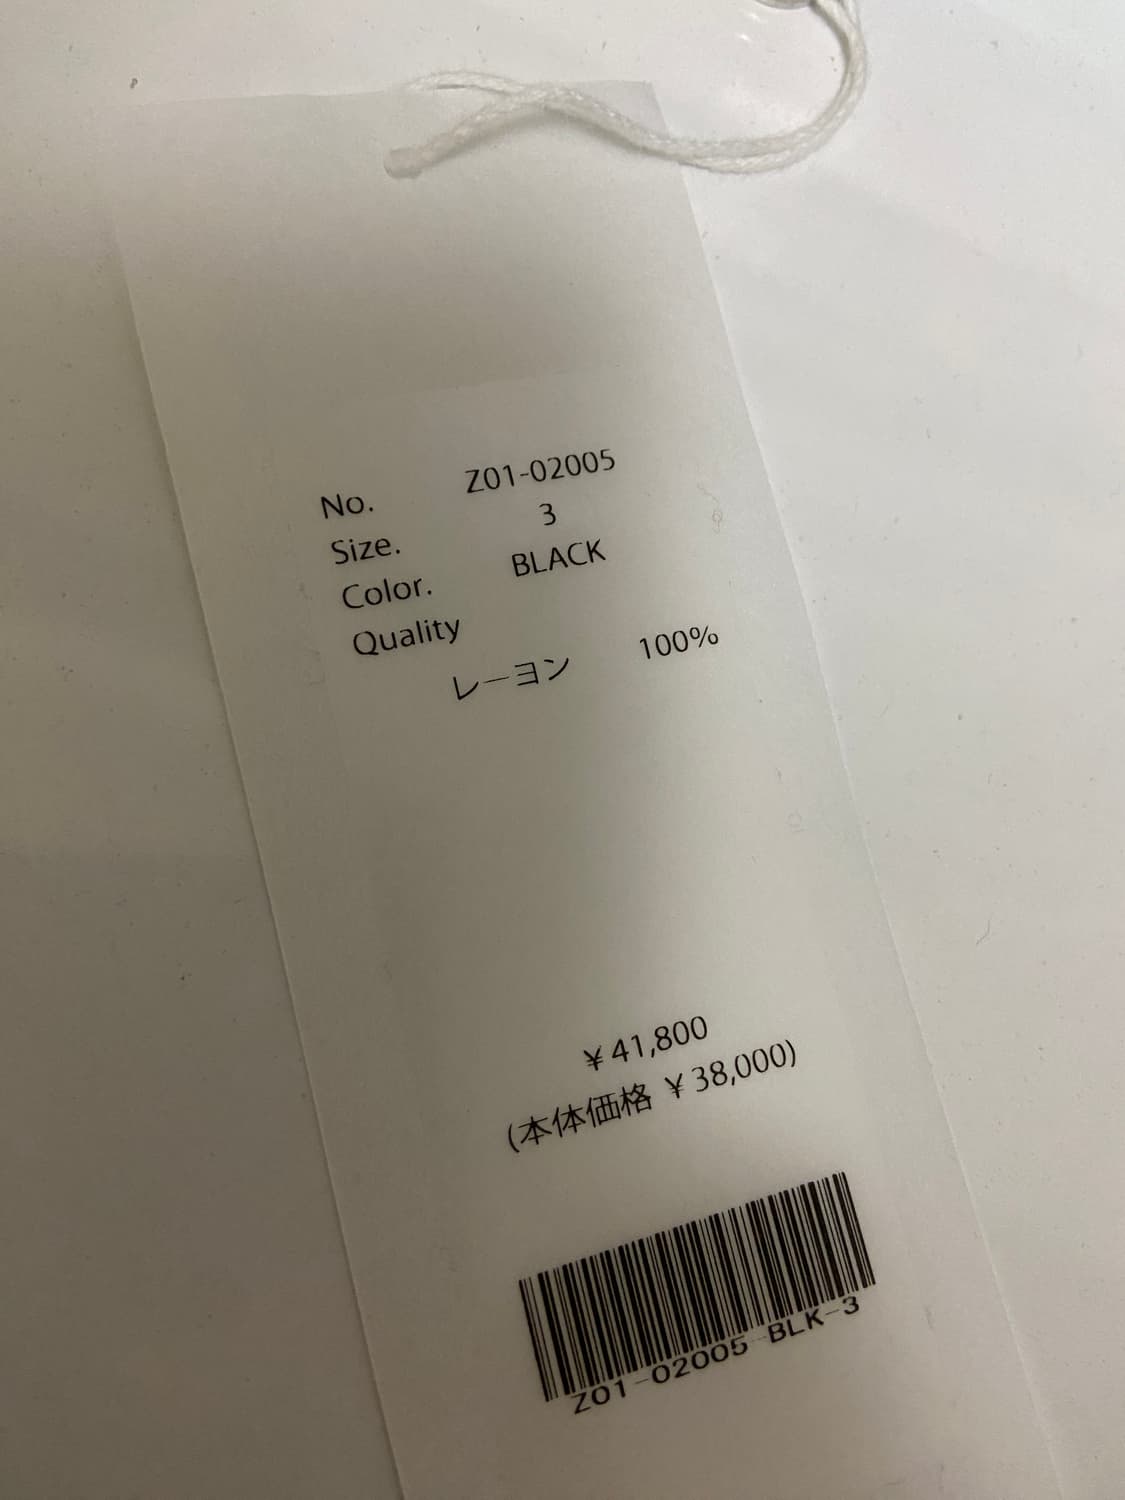 No. Z01-02005
Size. 3
Color. BLACK
Quality
レーヨン 100%
¥41,800
(本体価格 ¥38,000)
Z01-02005-BLK-3